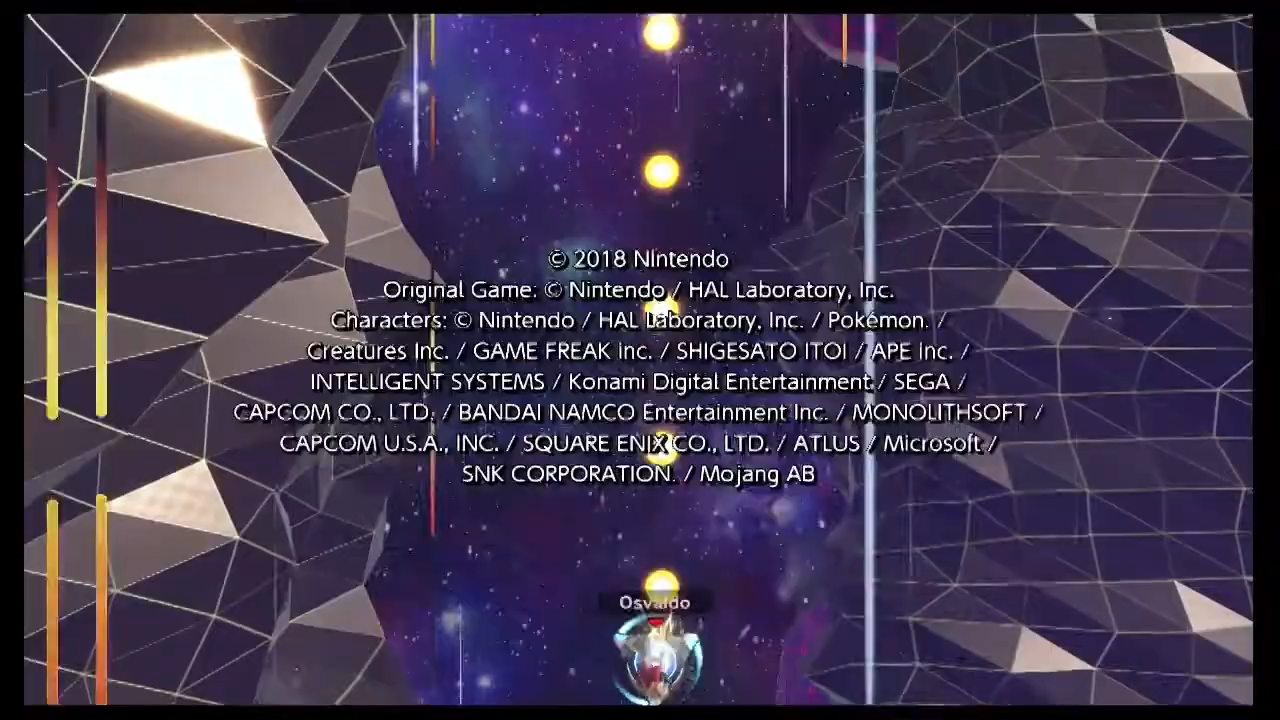 © 2018 Nintendo
Original Game: © Nintendo / HAL Laboratory, Inc.
Characters: © Nintendo / HAL Laboratory, Inc. / Pokémon. /
Creatures Inc. / GAME FREAK inc. / SHIGESATO ITOI / APE inc. /
INTELLIGENT SYSTEMS / Konami Digital Entertainment / SEGA /
CAPCOM CO., LTD. / BANDAI NAMCO Entertainment Inc. / MONOLITHSOFT /
CAPCOM U.S.A., INC. / SQUARE ENIX CO., LTD. / ATLUS / Microsoft /
SNK CORPORATION. / Mojang AB
Osvaldo